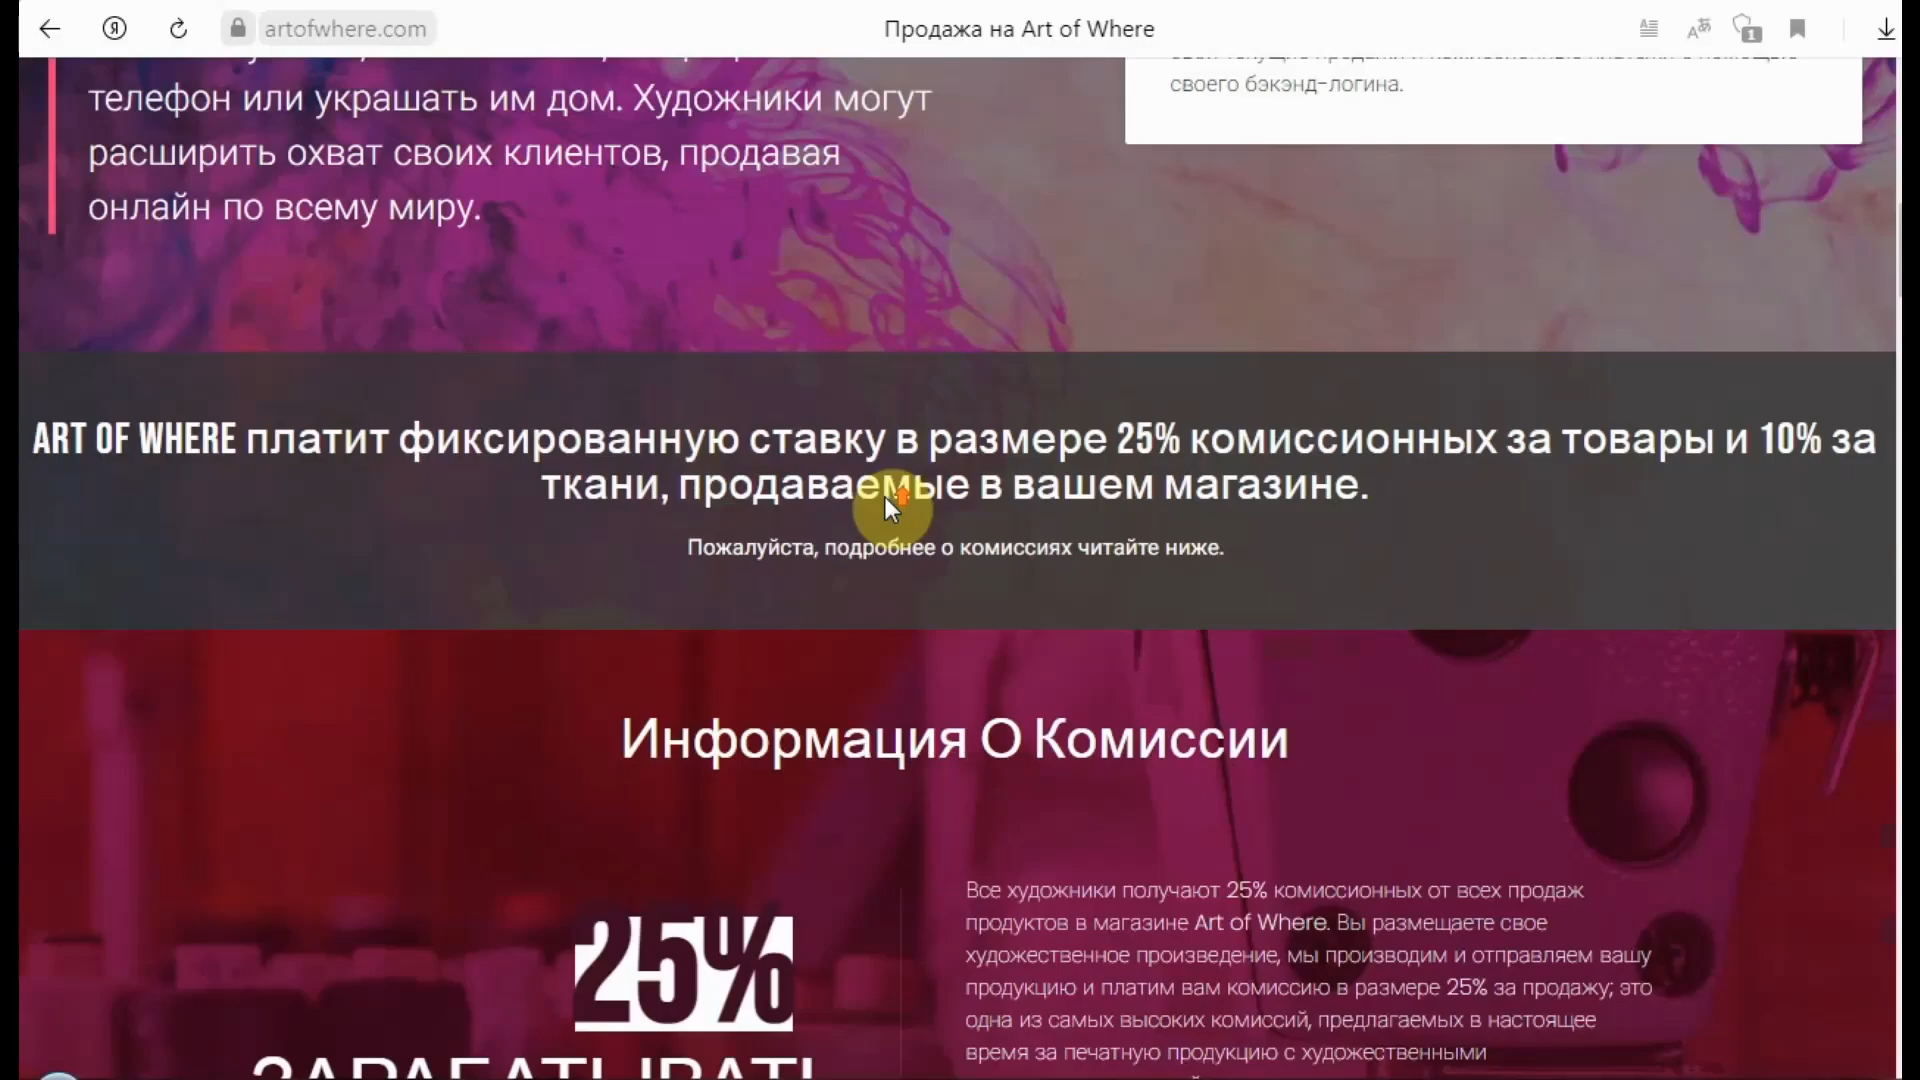 artofwhere.com
Продажа на Art of Where
1
своего бэкэнд-логина.
телефон или украшать им дом. Художники могут
расширить охват своих клиентов, продавая
онлайн по всему миру.
ART OF WHERE платит фиксированную ставку в размере 25% комиссионных за товары и 10% за
ткани, продаваемые в вашем магазине.
Пожалуйста, подробнее о комиссиях читайте ниже.
Информация О Комиссии
25%
ЗАРАБАТЫВАТЬ
Все художники получают 25% комиссионных от всех продаж
продуктов в магазине Art of Where. Вы размещаете свое
художественное произведение, мы производим и отправляем вашу
продукцию и платим вам комиссию в размере 25% за продажу; это
одна из самых высоких комиссий, предлагаемых в настоящее
время за печатную продукцию с художественными